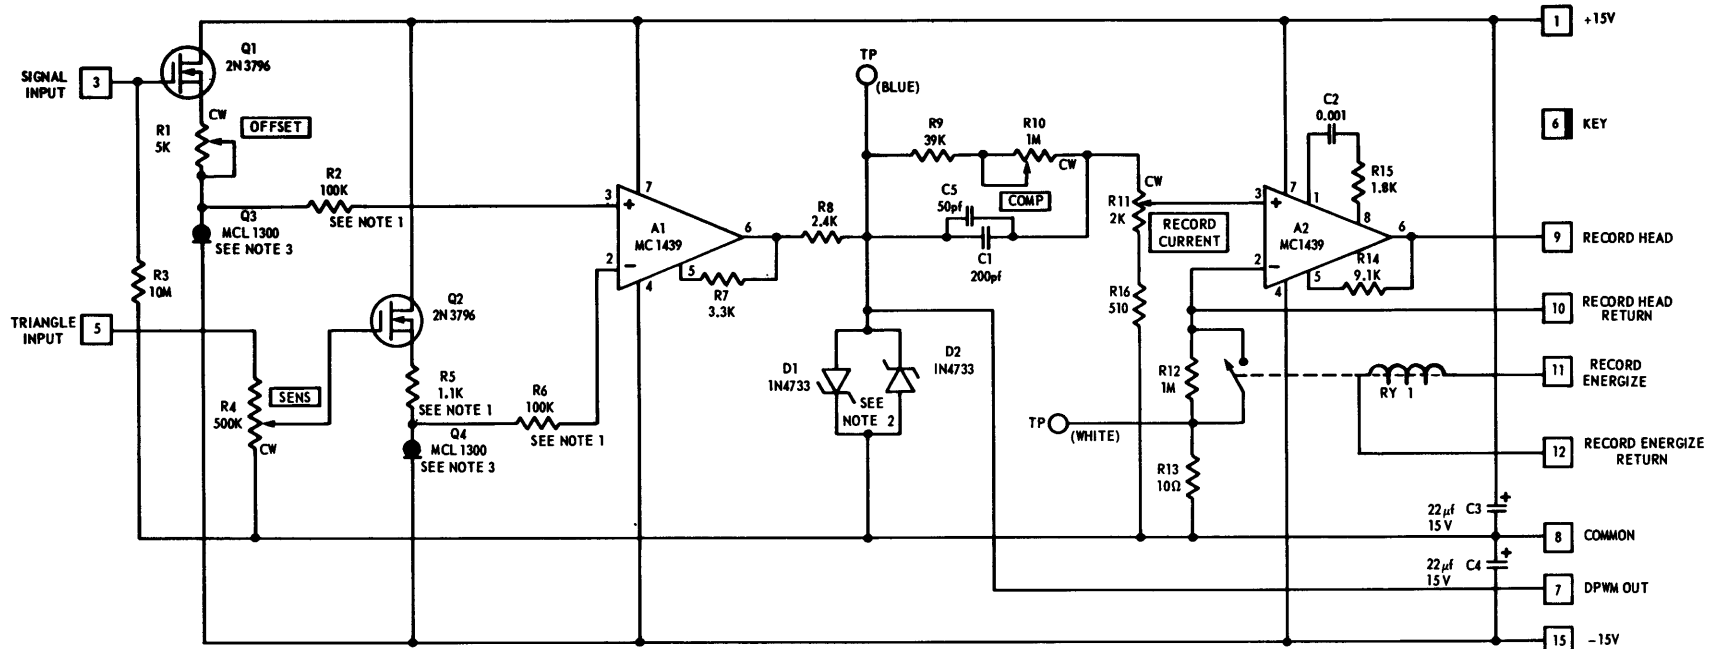 SIGNAL
INPUT
3
Q1
2N3796
CW
R1
5K
OFFSET
R2
100K
SEE NOTE 1
Q3
MCL 1300
SEE NOTE 3
R3
10M
TRIANGLE
INPUT
5
R4
500K
SENS
CW
Q2
2N3796
R5
1.1K
SEE NOTE 1
Q4
MCL 1300
SEE NOTE 3
R6
100K
SEE NOTE 1
3
+
7
A1
MC1439
6
2
−
5
4
R7
3.3K
R8
2.4K
TP
(BLUE)
R9
39K
R10
1M
CW
COMP
C5
50pf
C1
200pf
D1
1N4733
SEE
NOTE 2
D2
1N4733
CW
R11
2K
RECORD
CURRENT
R16
510
C2
0.001
R15
1.8K
3
+
7
1
8
A2
MC1439
6
2
−
5
4
R14
9.1K
R12
1M
TP
(WHITE)
R13
10Ω
RY 1
22μf C3
15 V
+
22μf C4
15 V
+
1 +15V
6 KEY
9 RECORD HEAD
10 RECORD HEAD
RETURN
11 RECORD
ENERGIZE
12 RECORD ENERGIZE
RETURN
8 COMMON
7 DPWM OUT
15 −15V